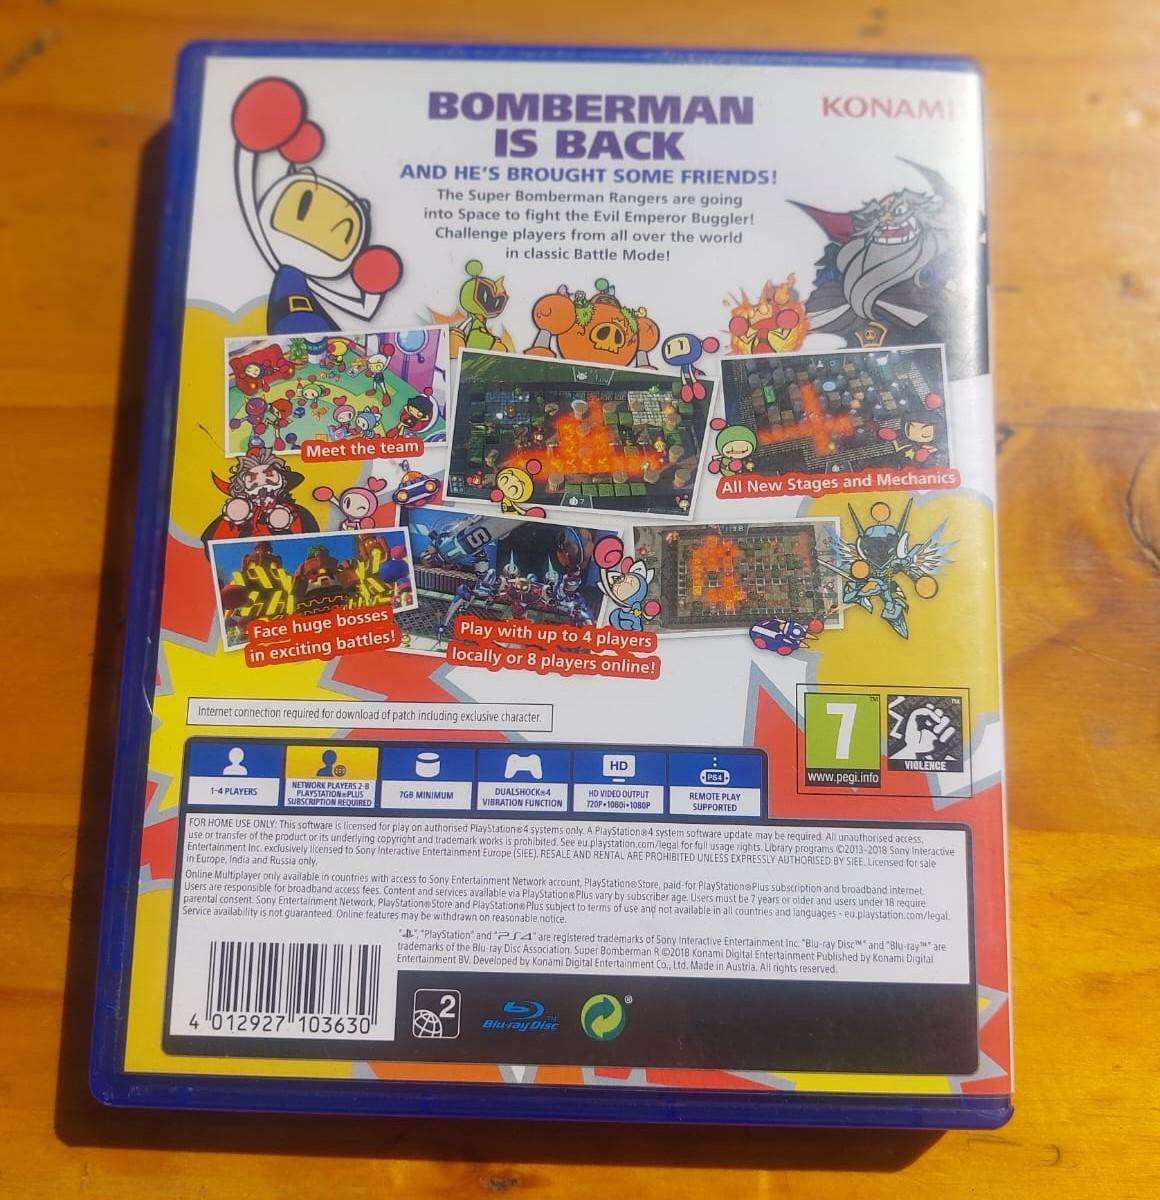 BOMBERMAN
IS BACK
KONAMI
AND HE'S BROUGHT SOME FRIENDS!
The Super Bomberman Rangers are going
into Space to fight the Evil Emperor Buggler!
Challenge players from all over the world
in classic Battle Mode!
Meet the team
All New Stages and Mechanics
Face huge bosses
in exciting battles!
Play with up to 4 players
locally or 8 players online!
Internet connection required for download of patch including exclusive character.
7
www.pegi.info
VIOLENCE
1-4 PLAYERS
NETWORK PLAYERS 2-8
PLAYSTATION®PLUS
SUBSCRIPTION REQUIRED
7GB MINIMUM
DUALSHOCK®4
VIBRATION FUNCTION
HD
HD VIDEO OUTPUT
720P•1080i•1080P
PS4
REMOTE PLAY
SUPPORTED
FOR HOME USE ONLY: This software is licensed for play on authorised PlayStation®4 systems only. A PlayStation®4 system software update may be required. All unauthorised access,
use or transfer of the product or its underlying copyright and trademark works is prohibited. See eu.playstation.com/legal for full usage rights. Library programs ©2013-2018 Sony Interactive
Entertainment Inc. exclusively licensed to Sony Interactive Entertainment Europe (SIEE). RESALE AND RENTAL ARE PROHIBITED UNLESS EXPRESSLY AUTHORISED BY SIEE. Licensed for sale
in Europe, India and Russia only.
Online Multiplayer only available in countries with access to Sony Entertainment Network account, PlayStation®Store, paid-for PlayStation®Plus subscription and broadband internet.
Users are responsible for broadband access fees. Content and services available via PlayStation®Plus vary by subscriber age. Users must be 7 years or older and users under 18 require
parental consent. Sony Entertainment Network, PlayStation®Store and PlayStation®Plus subject to terms of use and not available in all countries and languages - eu.playstation.com/legal.
Service availability is not guaranteed. Online features may be withdrawn on reasonable notice.
"PlayStation" and "PS4" are registered trademarks of Sony Interactive Entertainment Inc. "Blu-ray Disc™" and "Blu-ray™" are
trademarks of the Blu-ray Disc Association. Super Bomberman R ©2018 Konami Digital Entertainment Published by Konami Digital
Entertainment BV. Developed by Konami Digital Entertainment Co., Ltd. Made in Austria. All rights reserved.
4 012927 103630
2
Blu-ray Disc™
®